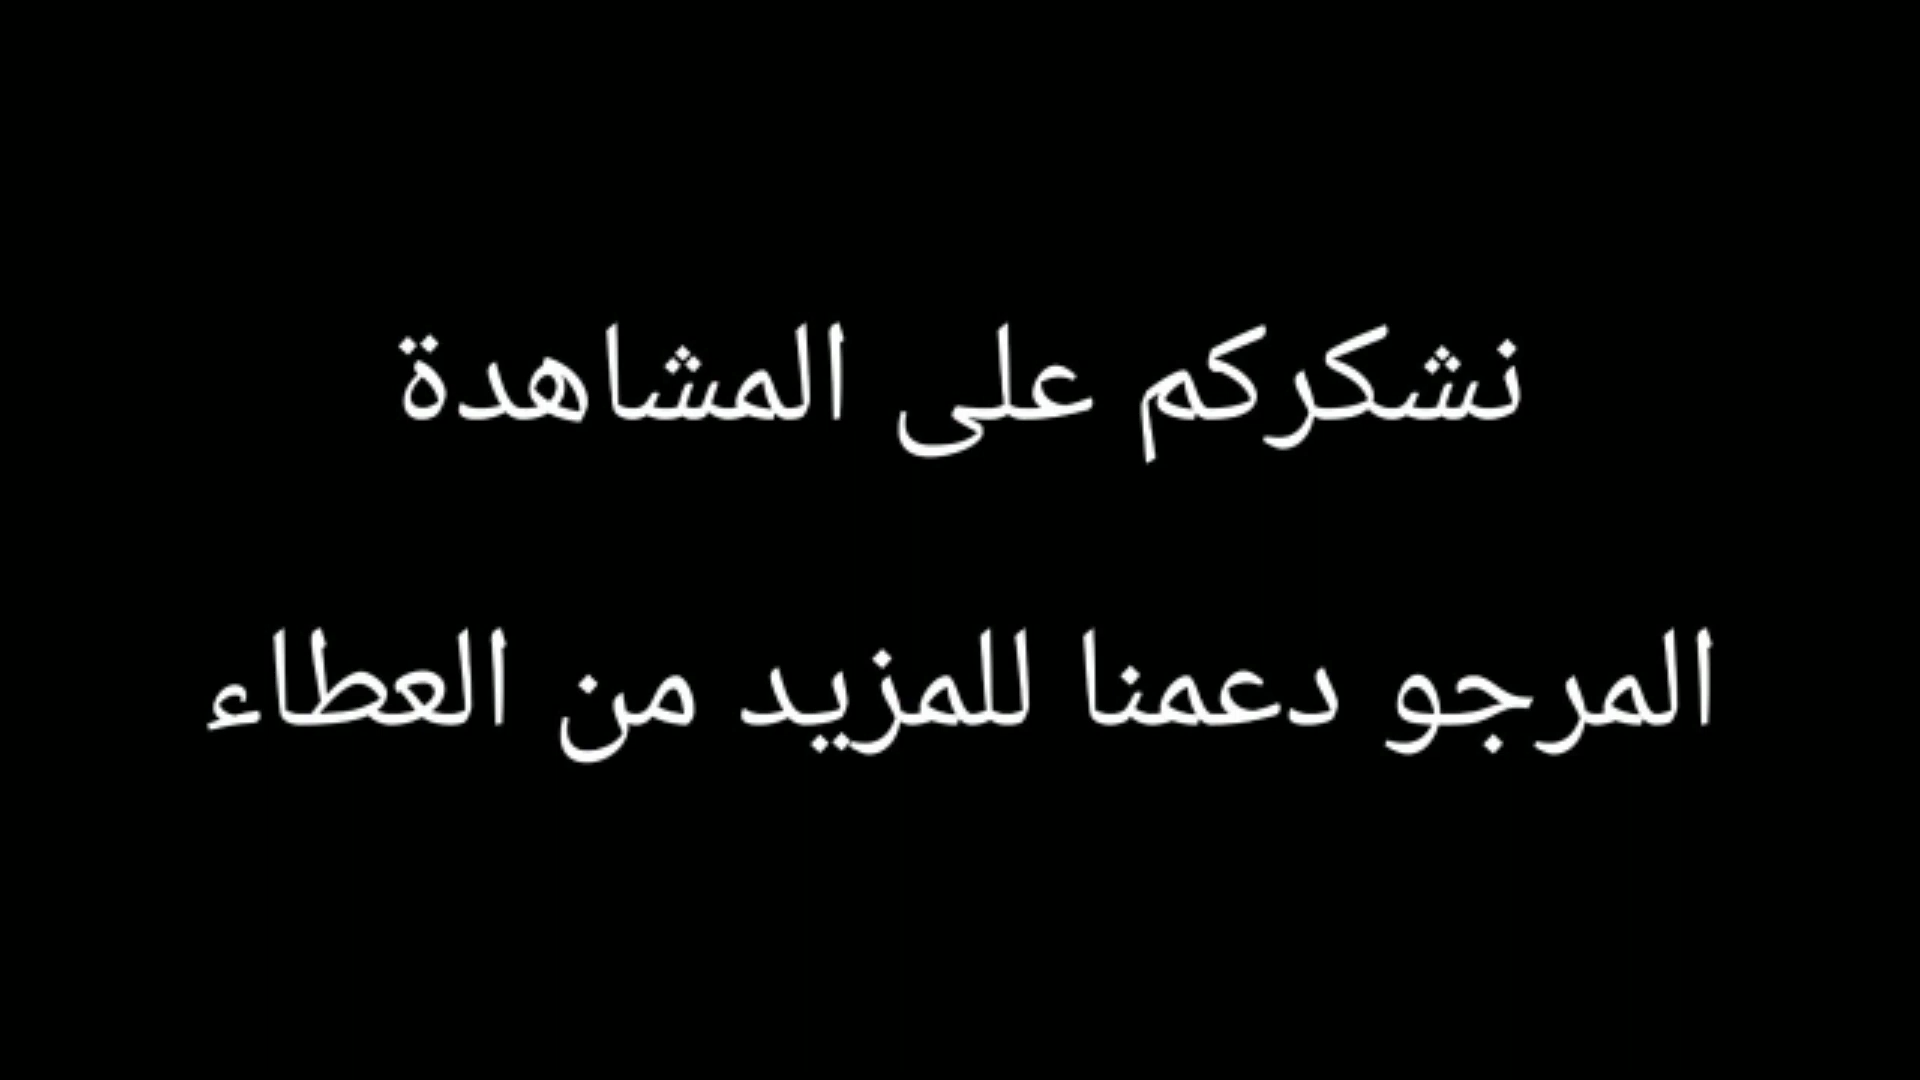 نشكركم على المشاهدة
المرجو دعمنا للمزيد من العطاء